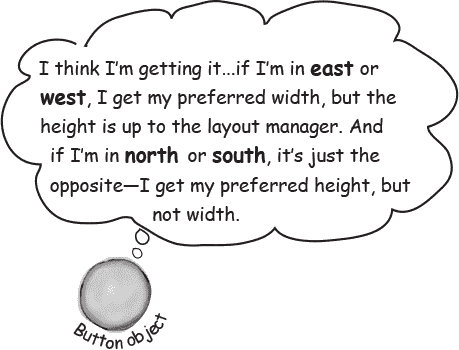 I think I'm getting it...if I'm in east or
west, I get my preferred width, but the
height is up to the layout manager. And
if I'm in north or south, it's just the
opposite—I get my preferred height, but
not width.
Button object